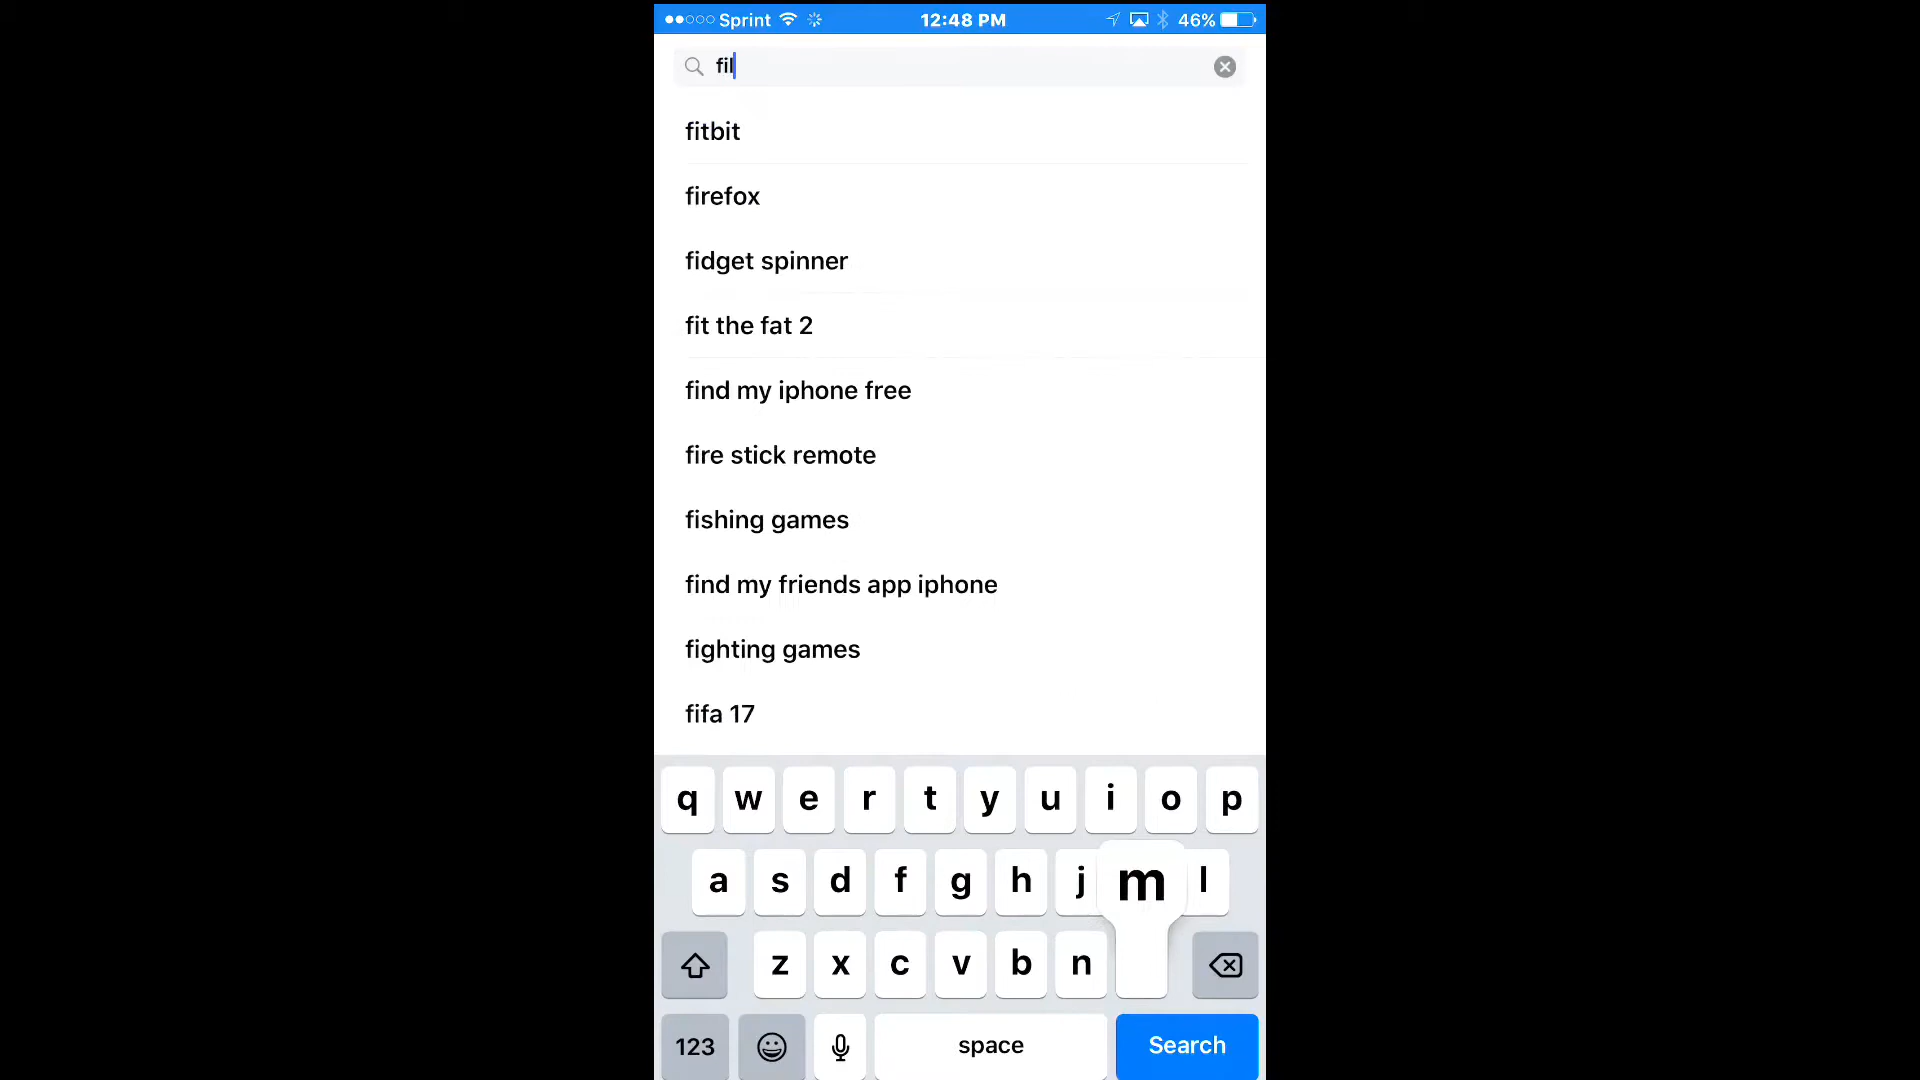 Sprint 12:48 PM 46%
fil
fitbit
firefox
fidget spinner
fit the fat 2
find my iphone free
fire stick remote
fishing games
find my friends app iphone
fighting games
fifa 17
q w e r t y u i o p
a s d f g h j m l
z x c v b n
123 space Search